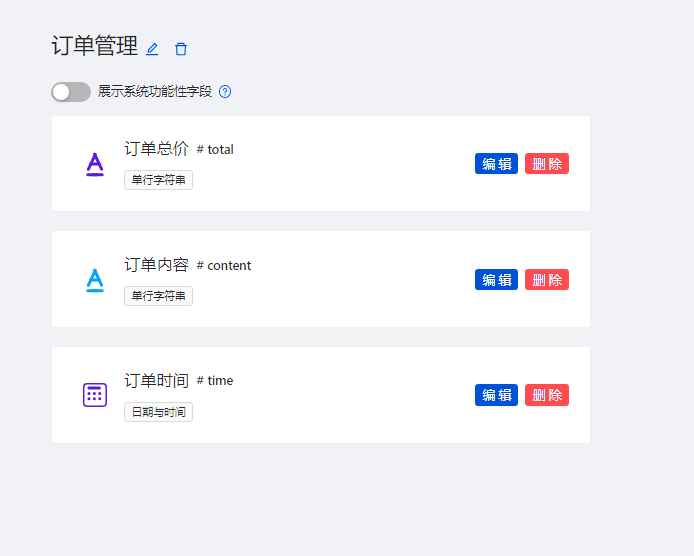 订单管理
展示系统功能性字段
订单总价 # total
单行字符串
编 辑 删 除
订单内容 # content
单行字符串
编 辑 删 除
订单时间 # time
日期与时间
编 辑 删 除